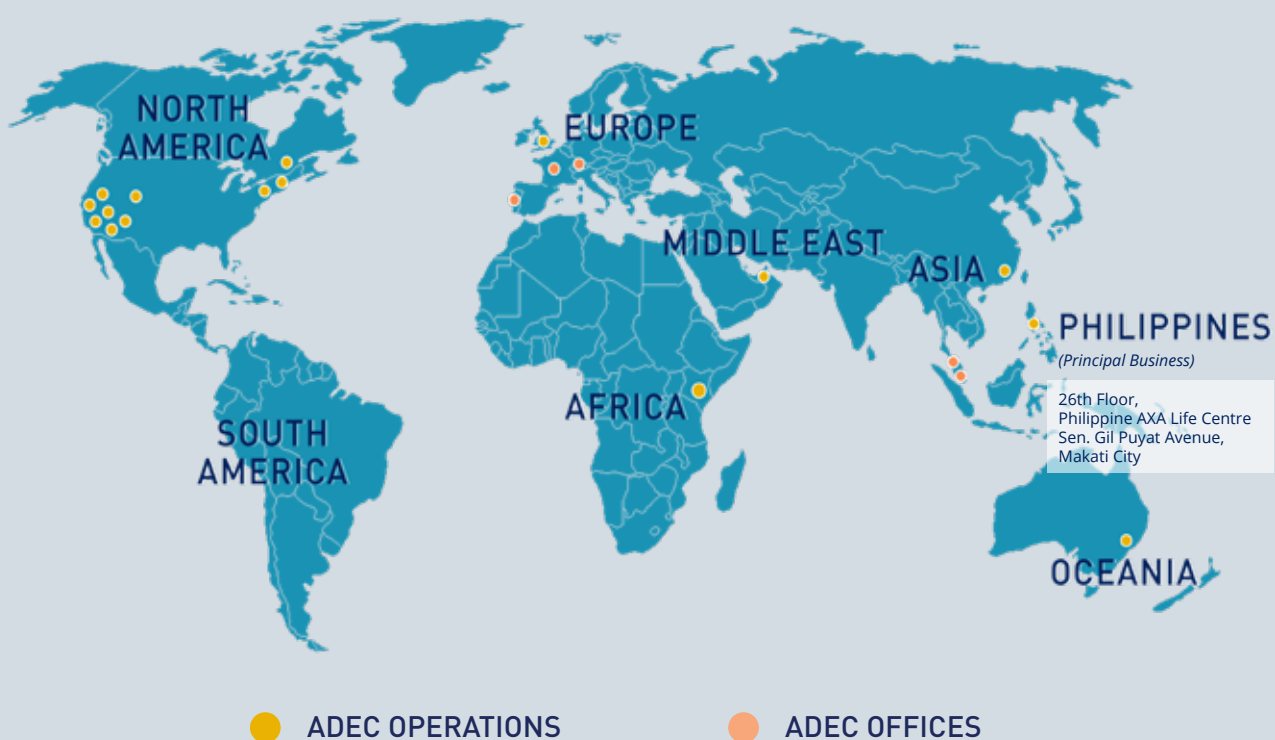 NORTH
AMERICA
EUROPE
MIDDLE EAST
ASIA
PHILIPPINES
(Principal Business)
26th Floor,
Philippine AXA Life Centre
Sen. Gil Puyat Avenue,
Makati City
AFRICA
SOUTH
AMERICA
OCEANIA
ADEC OPERATIONS
ADEC OFFICES